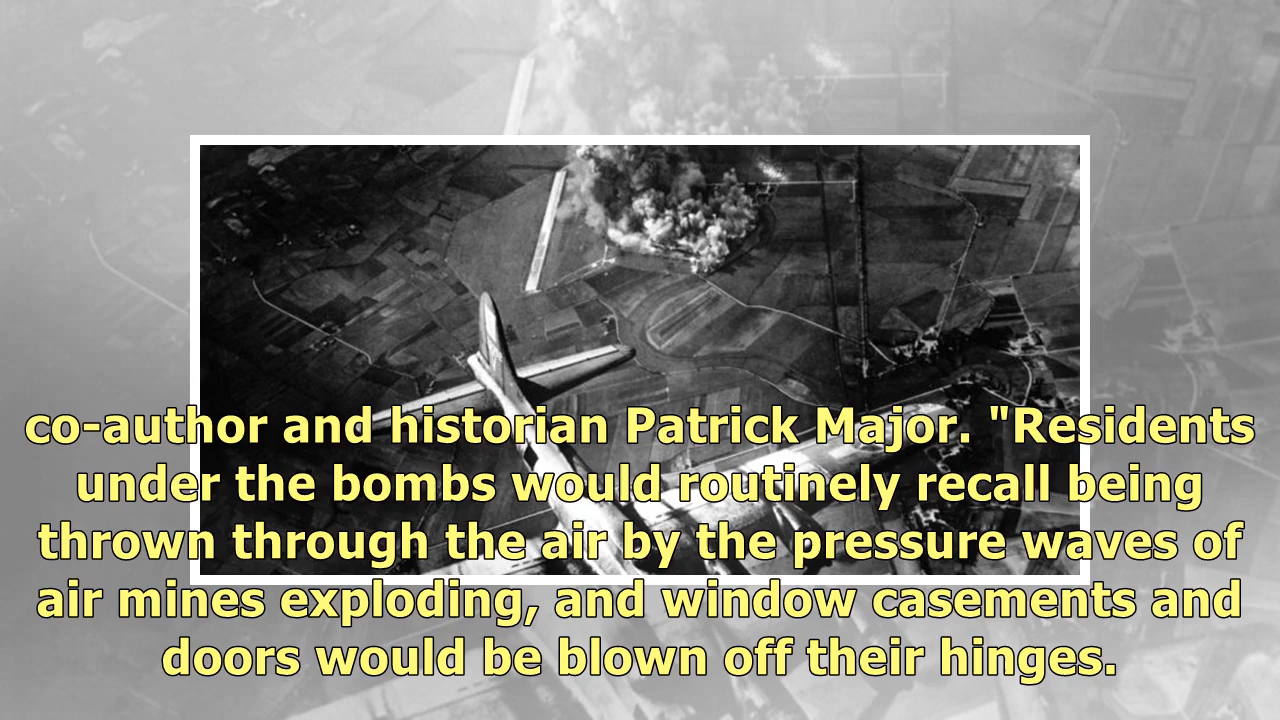 co-author and historian Patrick Major. "Residents
under the bombs would routinely recall being
thrown through the air by the pressure waves of
air mines exploding, and window casements and
doors would be blown off their hinges.